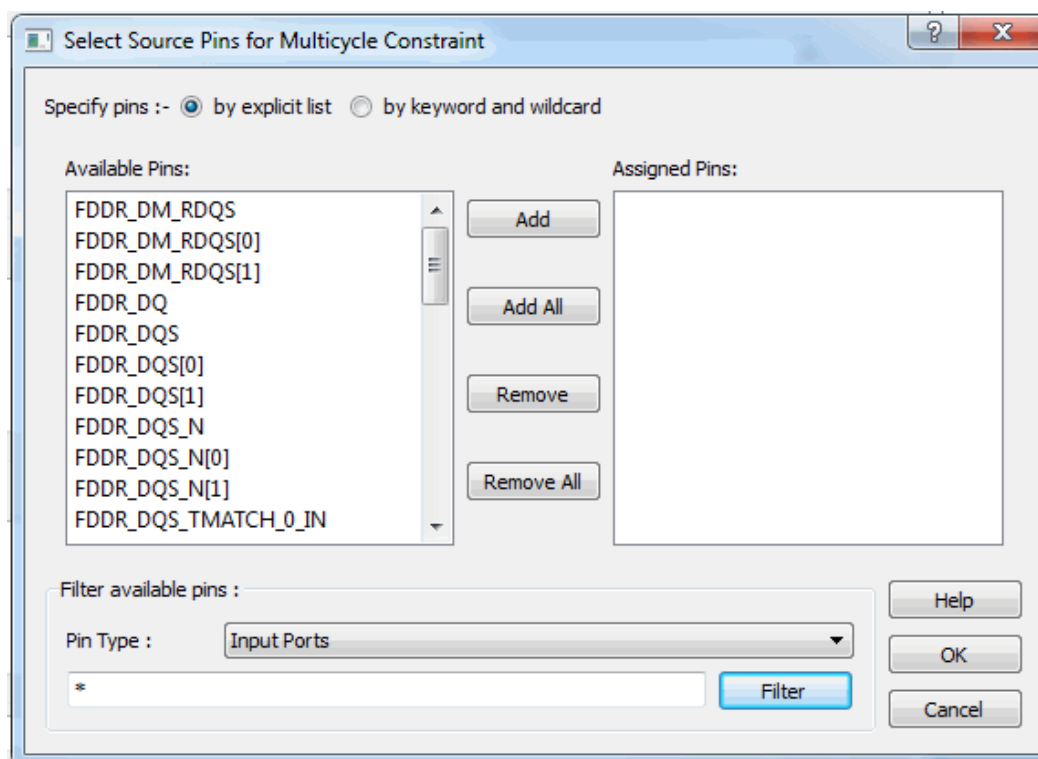 Select Source Pins for Multicycle Constraint
Specify pins :- by explicit list by keyword and wildcard
Available Pins:
Assigned Pins:
FDDR_DM_RDQS
FDDR_DM_RDQS[0]
FDDR_DM_RDQS[1]
FDDR_DQ
FDDR_DQS
FDDR_DQS[0]
FDDR_DQS[1]
FDDR_DQS_N
FDDR_DQS_N[0]
FDDR_DQS_N[1]
FDDR_DQS_TMATCH_0_IN
Add
Add All
Remove
Remove All
Filter available pins :
Pin Type : Input Ports
* Filter
Help
OK
Cancel